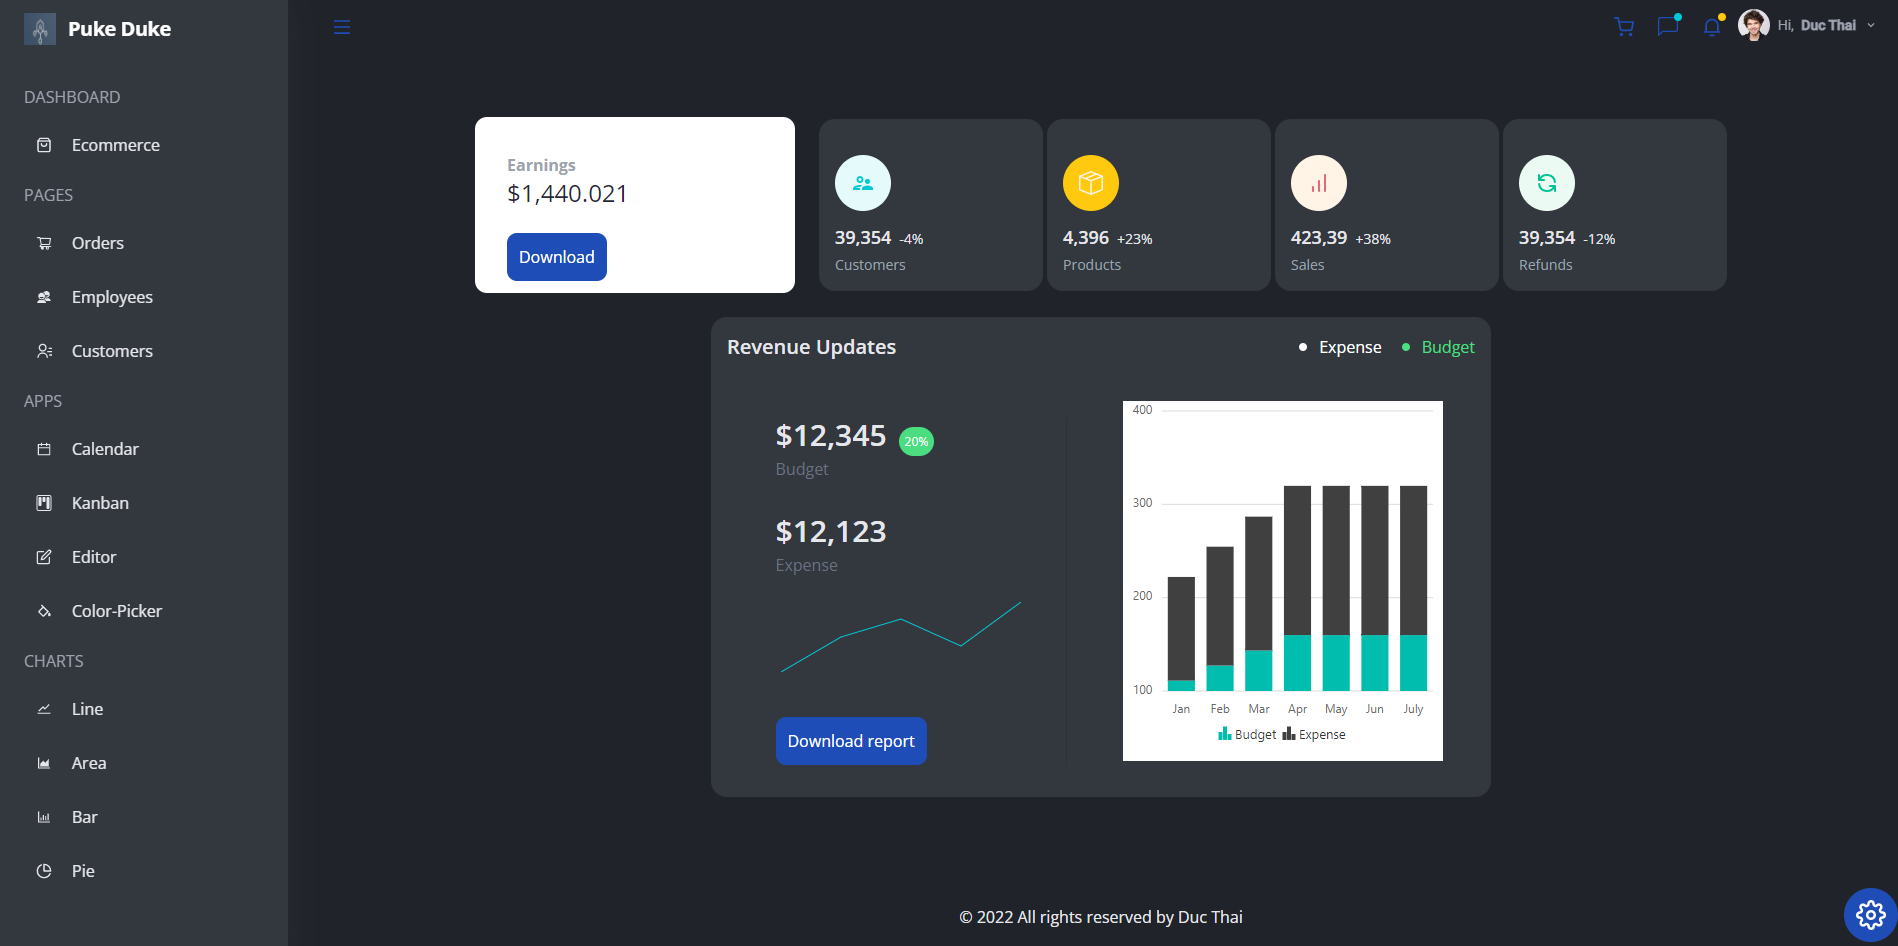 Puke Duke
Hi, Duc Thai
DASHBOARD
Ecommerce
PAGES
Orders
Employees
Customers
APPS
Calendar
Kanban
Editor
Color-Picker
CHARTS
Line
Area
Bar
Pie
Earnings
$1,440.021
Download
39,354 -4%
Customers
4,396 +23%
Products
423,39 +38%
Sales
39,354 -12%
Refunds
Revenue Updates
Expense Budget
$12,345 20%
Budget
$12,123
Expense
Download report
400
300
200
100
Jan Feb Mar Apr May Jun July
Budget Expense
© 2022 All rights reserved by Duc Thai